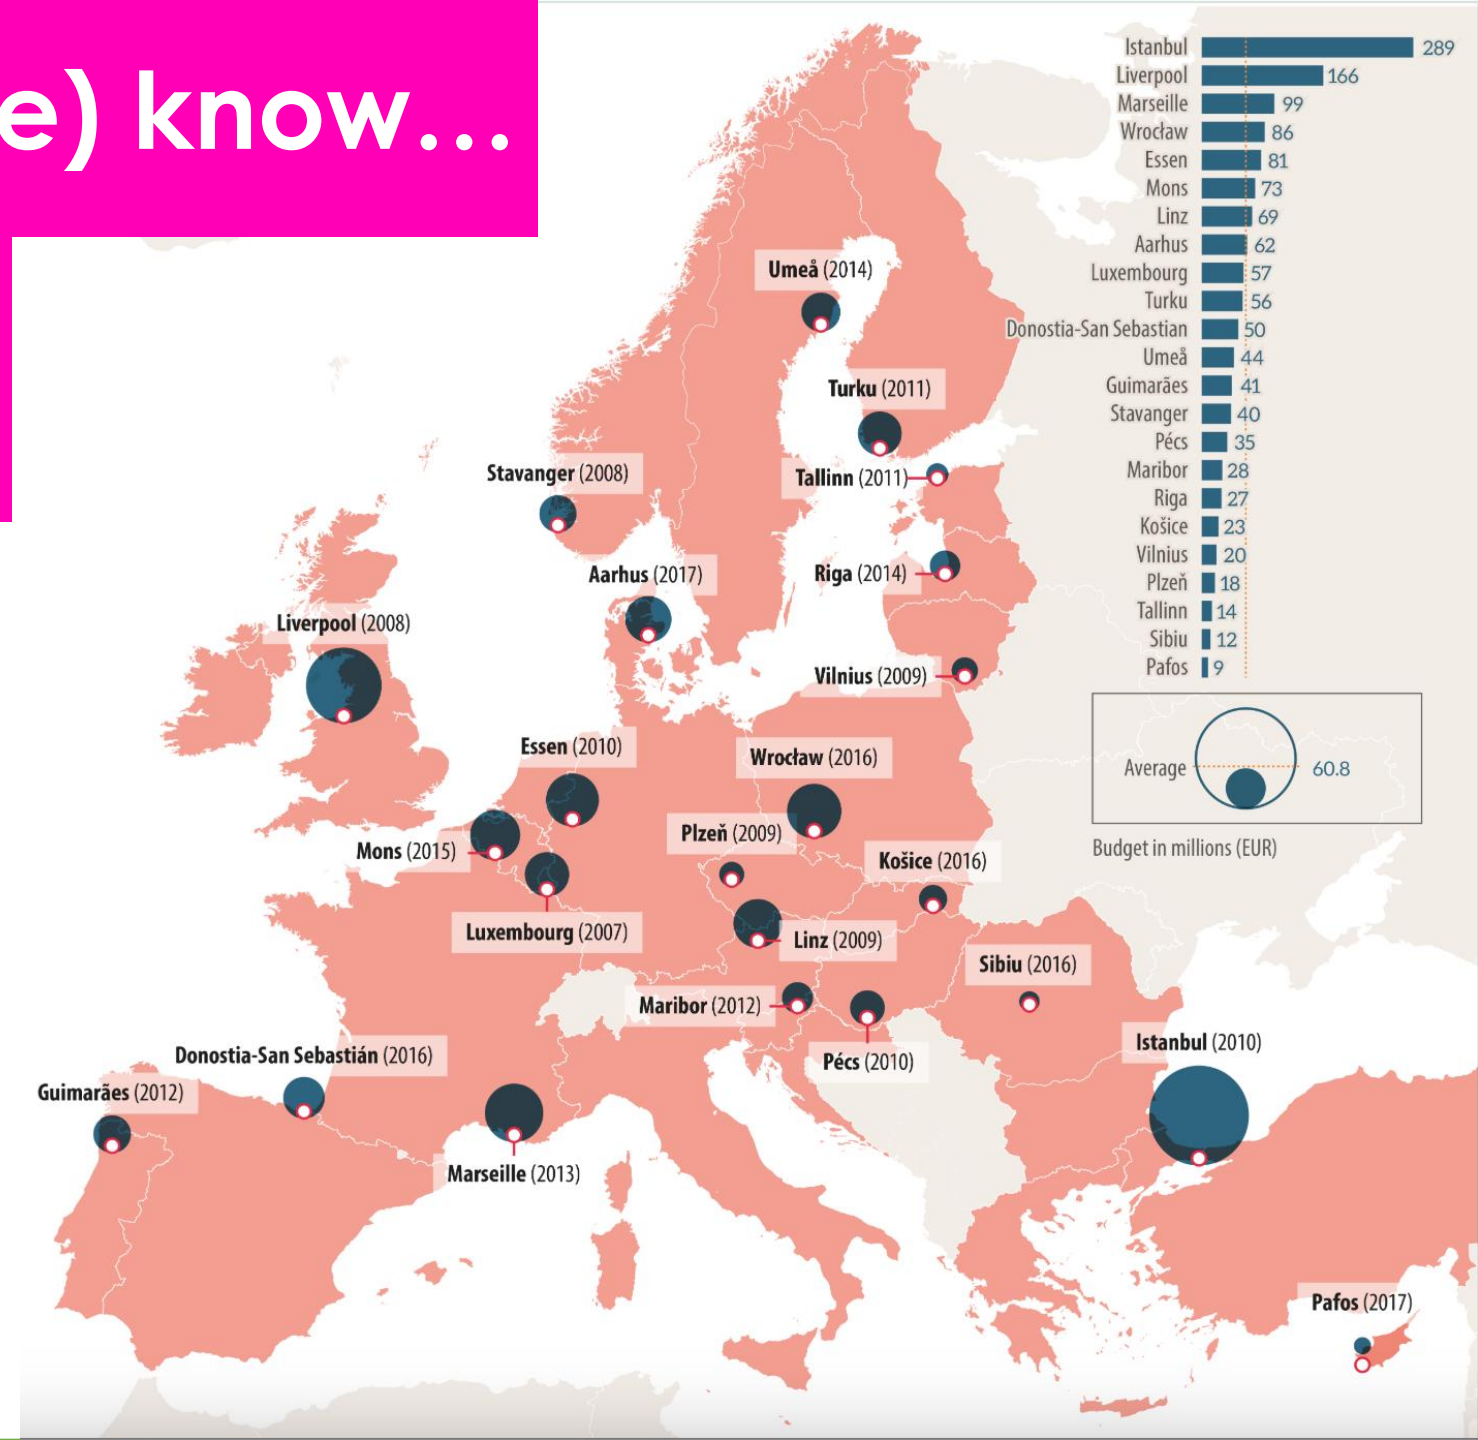 e) know...
Istanbul 289
Liverpool 166
Marseille 99
Wrocław 86
Essen 81
Mons 73
Linz 69
Aarhus 62
Luxembourg 57
Turku 56
Donostia-San Sebastian 50
Umeå 44
Guimarães 41
Stavanger 40
Pécs 35
Maribor 28
Riga 27
Košice 23
Vilnius 20
Plzeň 18
Tallinn 14
Sibiu 12
Pafos 9
Average 60.8
Budget in millions (EUR)
Umeå (2014)
Turku (2011)
Stavanger (2008)
Tallinn (2011)
Aarhus (2017)
Riga (2014)
Liverpool (2008)
Vilnius (2009)
Essen (2010)
Wrocław (2016)
Plzeň (2009)
Mons (2015)
Košice (2016)
Luxembourg (2007)
Linz (2009)
Sibiu (2016)
Maribor (2012)
Istanbul (2010)
Donostia-San Sebastián (2016)
Pécs (2010)
Guimarães (2012)
Marseille (2013)
Pafos (2017)